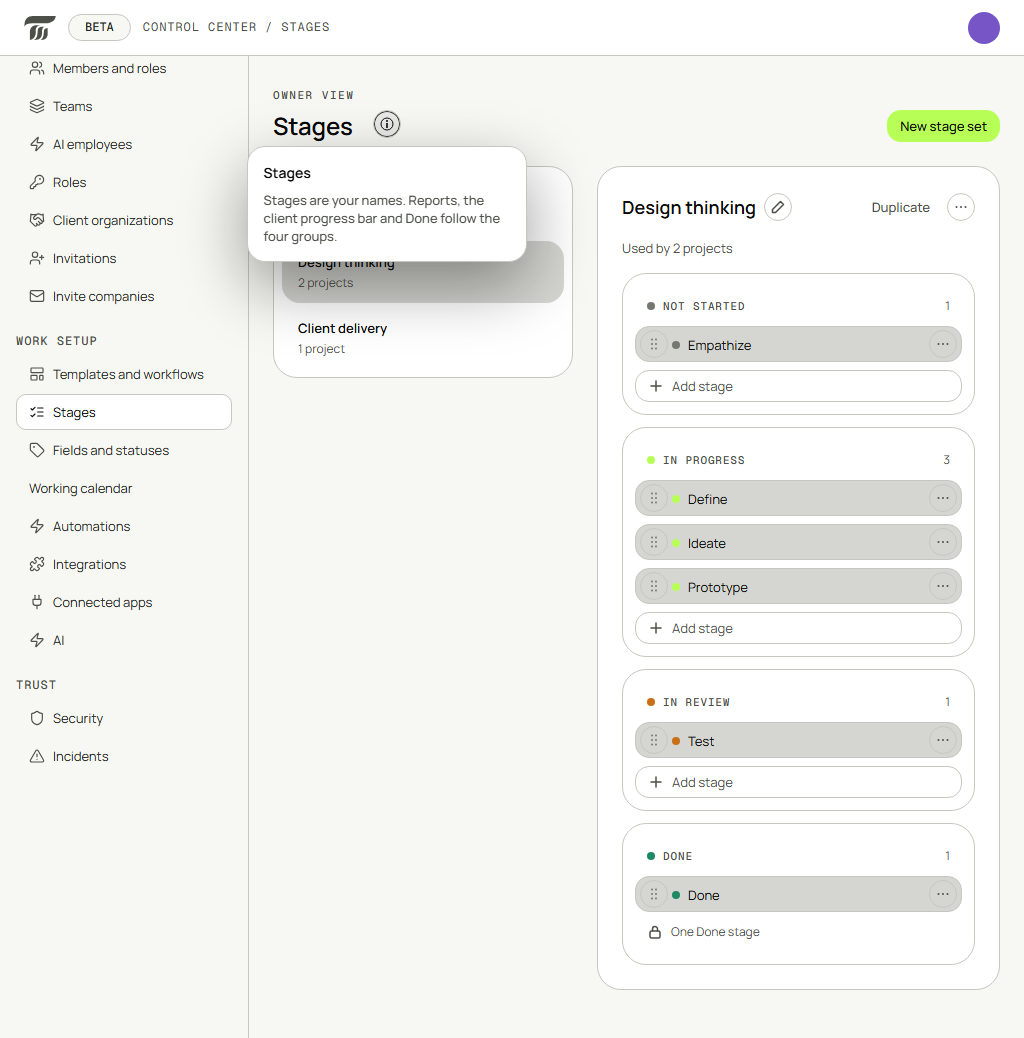 BETA
CONTROL CENTER / STAGES
Members and roles
Teams
AI employees
Roles
Client organizations
Invitations
Invite companies
WORK SETUP
Templates and workflows
Stages
Fields and statuses
Working calendar
Automations
Integrations
Connected apps
AI
TRUST
Security
Incidents
OWNER VIEW
Stages
New stage set
Stages
Stages are your names. Reports, the
client progress bar and Done follow the
four groups.
Design thinking
2 projects
Client delivery
1 project
Design thinking
Duplicate
Used by 2 projects
NOT STARTED 1
Empathize
Add stage
IN PROGRESS 3
Define
Ideate
Prototype
Add stage
IN REVIEW 1
Test
Add stage
DONE 1
Done
One Done stage